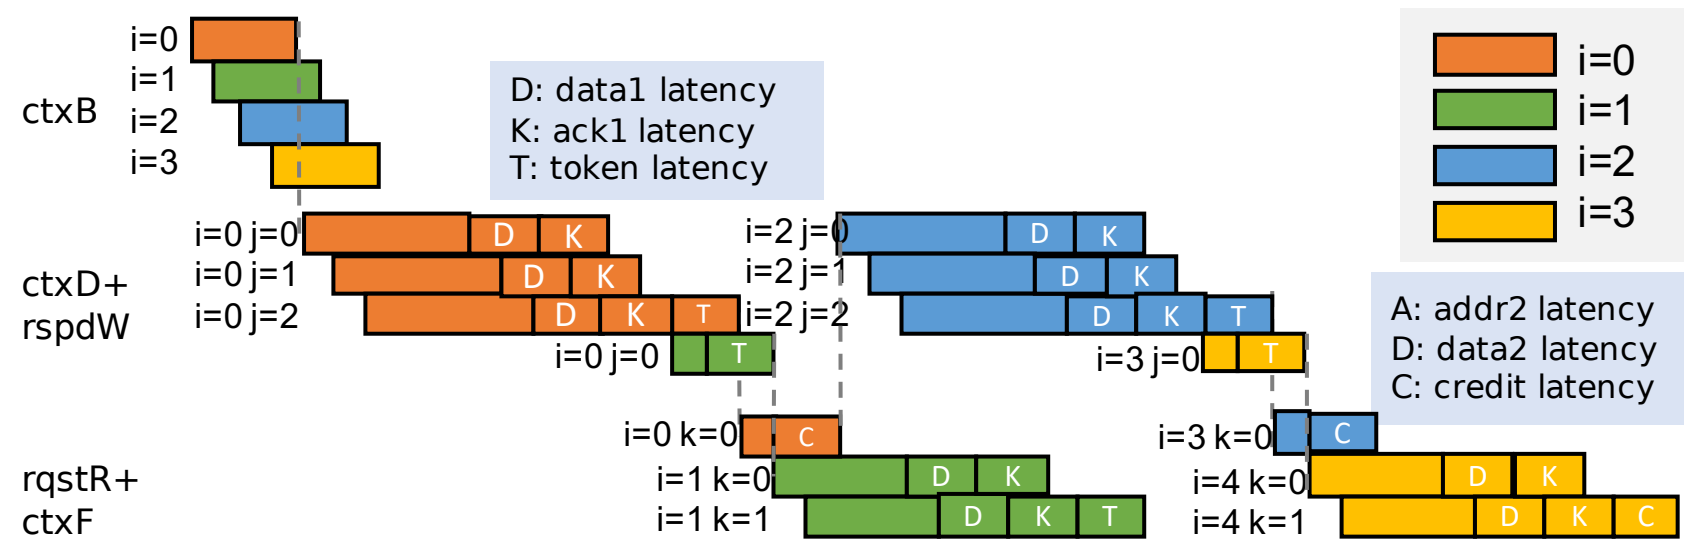 ctxB
i=0
i=1
i=2
i=3
D: data1 latency
K: ack1 latency
T: token latency
i=0
i=1
i=2
i=3
ctxD+
rspdW
i=0 j=0 D K
i=0 j=1 D K
i=0 j=2 D K T
i=0 j=0 T
i=2 j=0 D K
i=2 j=1 D K
i=2 j=2 D K T
i=3 j=0 T
A: addr2 latency
D: data2 latency
C: credit latency
rqstR+
ctxF
i=0 k=0 C
i=1 k=0 D K
i=1 k=1 D K T
i=3 k=0 C
i=4 k=0 D K
i=4 k=1 D K C